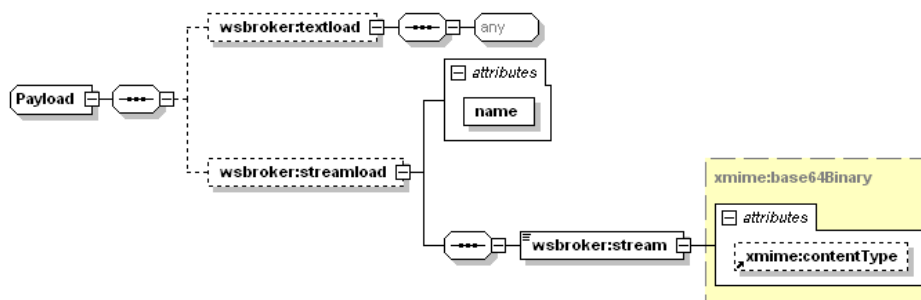 wsbroker:textload
any
attributes
Payload
name
wsbroker:streamload
xmime:base64Binary
attributes
wsbroker:stream
xmime:contentType